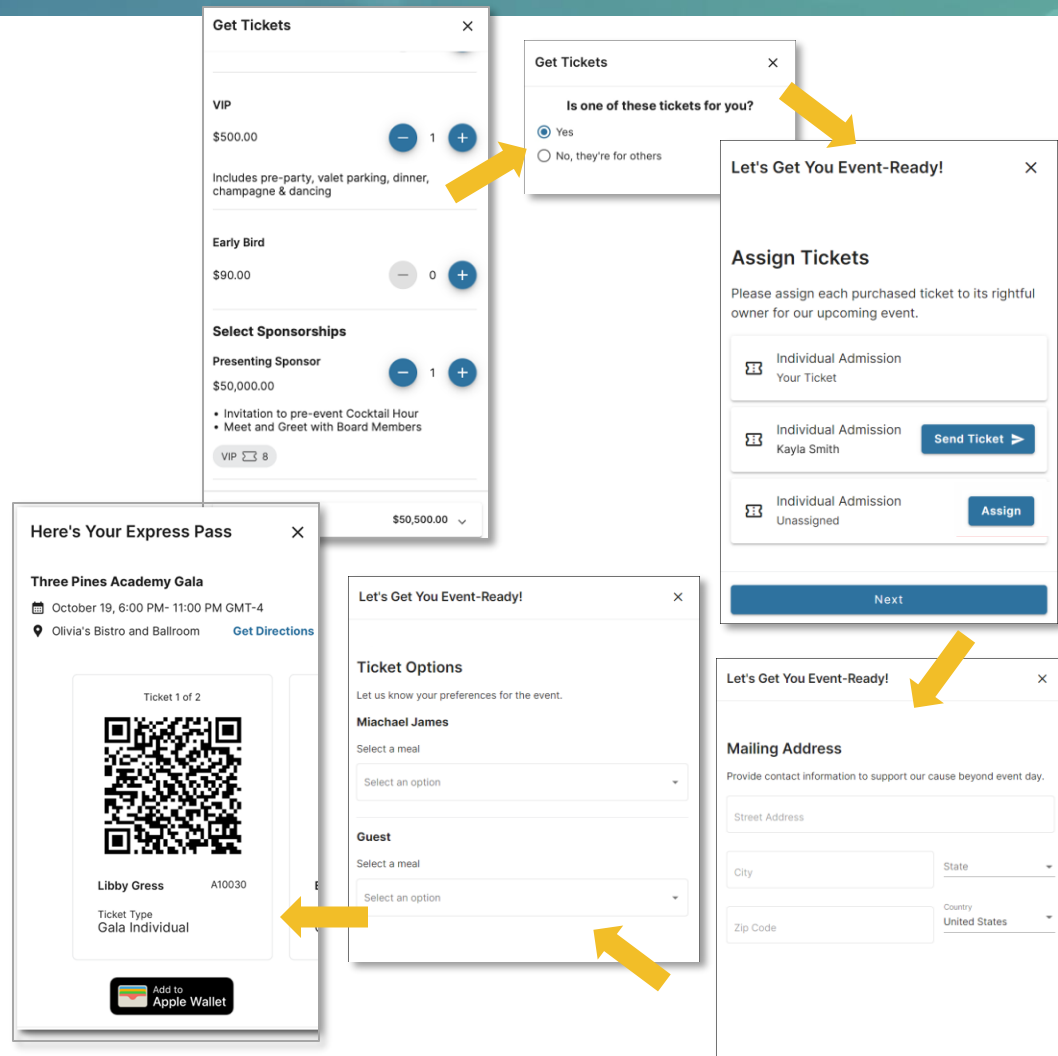 Get Tickets
VIP
$500.00
1
Includes pre-party, valet parking, dinner,
champagne & dancing
Early Bird
$90.00
0
Select Sponsorships
Presenting Sponsor
$50,000.00
1
• Invitation to pre-event Cocktail Hour
• Meet and Greet with Board Members
VIP 8
$50,500.00
Get Tickets
Is one of these tickets for you?
Yes
No, they're for others
Let's Get You Event-Ready!
Assign Tickets
Please assign each purchased ticket to its rightful
owner for our upcoming event.
Individual Admission
Your Ticket
Individual Admission
Kayla Smith
Send Ticket
Individual Admission
Unassigned
Assign
Next
Let's Get You Event-Ready!
Mailing Address
Provide contact information to support our cause beyond event day.
Street Address
City
State
Zip Code
Country
United States
Let's Get You Event-Ready!
Ticket Options
Let us know your preferences for the event.
Miachael James
Select a meal
Select an option
Guest
Select a meal
Select an option
Here's Your Express Pass
Three Pines Academy Gala
October 19, 6:00 PM- 11:00 PM GMT-4
Olivia's Bistro and Ballroom Get Directions
Ticket 1 of 2
Libby Gress A10030
Ticket Type
Gala Individual
Add to
Apple Wallet